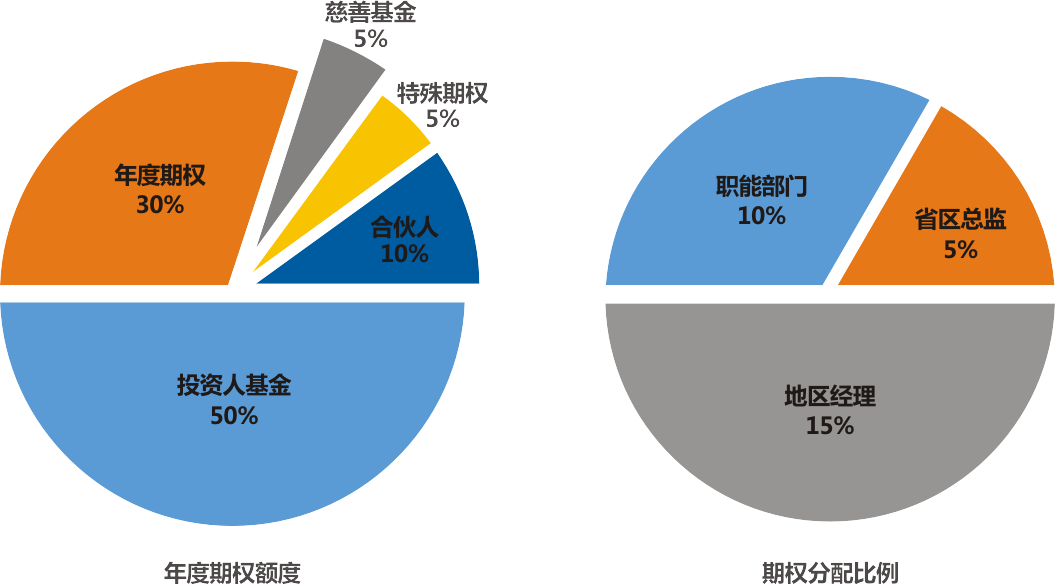 慈善基金
5%
特殊期权
5%
年度期权
30%
合伙人
10%
投资人基金
50%
年度期权额度
职能部门
10%
省区总监
5%
地区经理
15%
期权分配比例